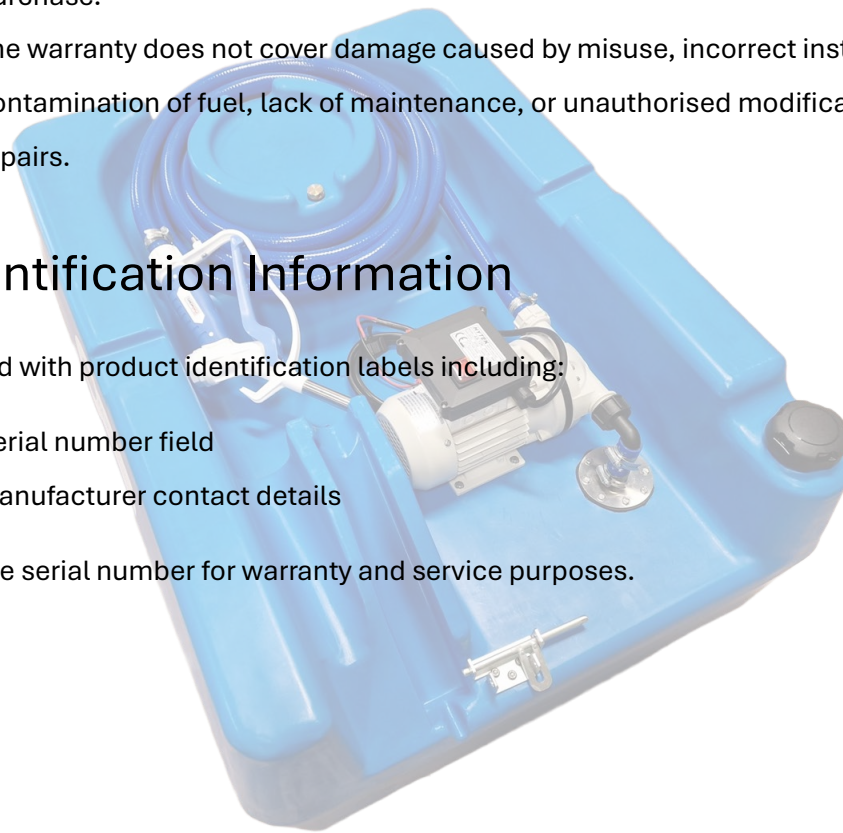 urchase.
ne warranty does not cover damage caused by misuse, incorrect inst
ontamination of fuel, lack of maintenance, or unauthorised modifica
pairs.
ntification Information
d with product identification labels including:
erial number field
anufacturer contact details
e serial number for warranty and service purposes.